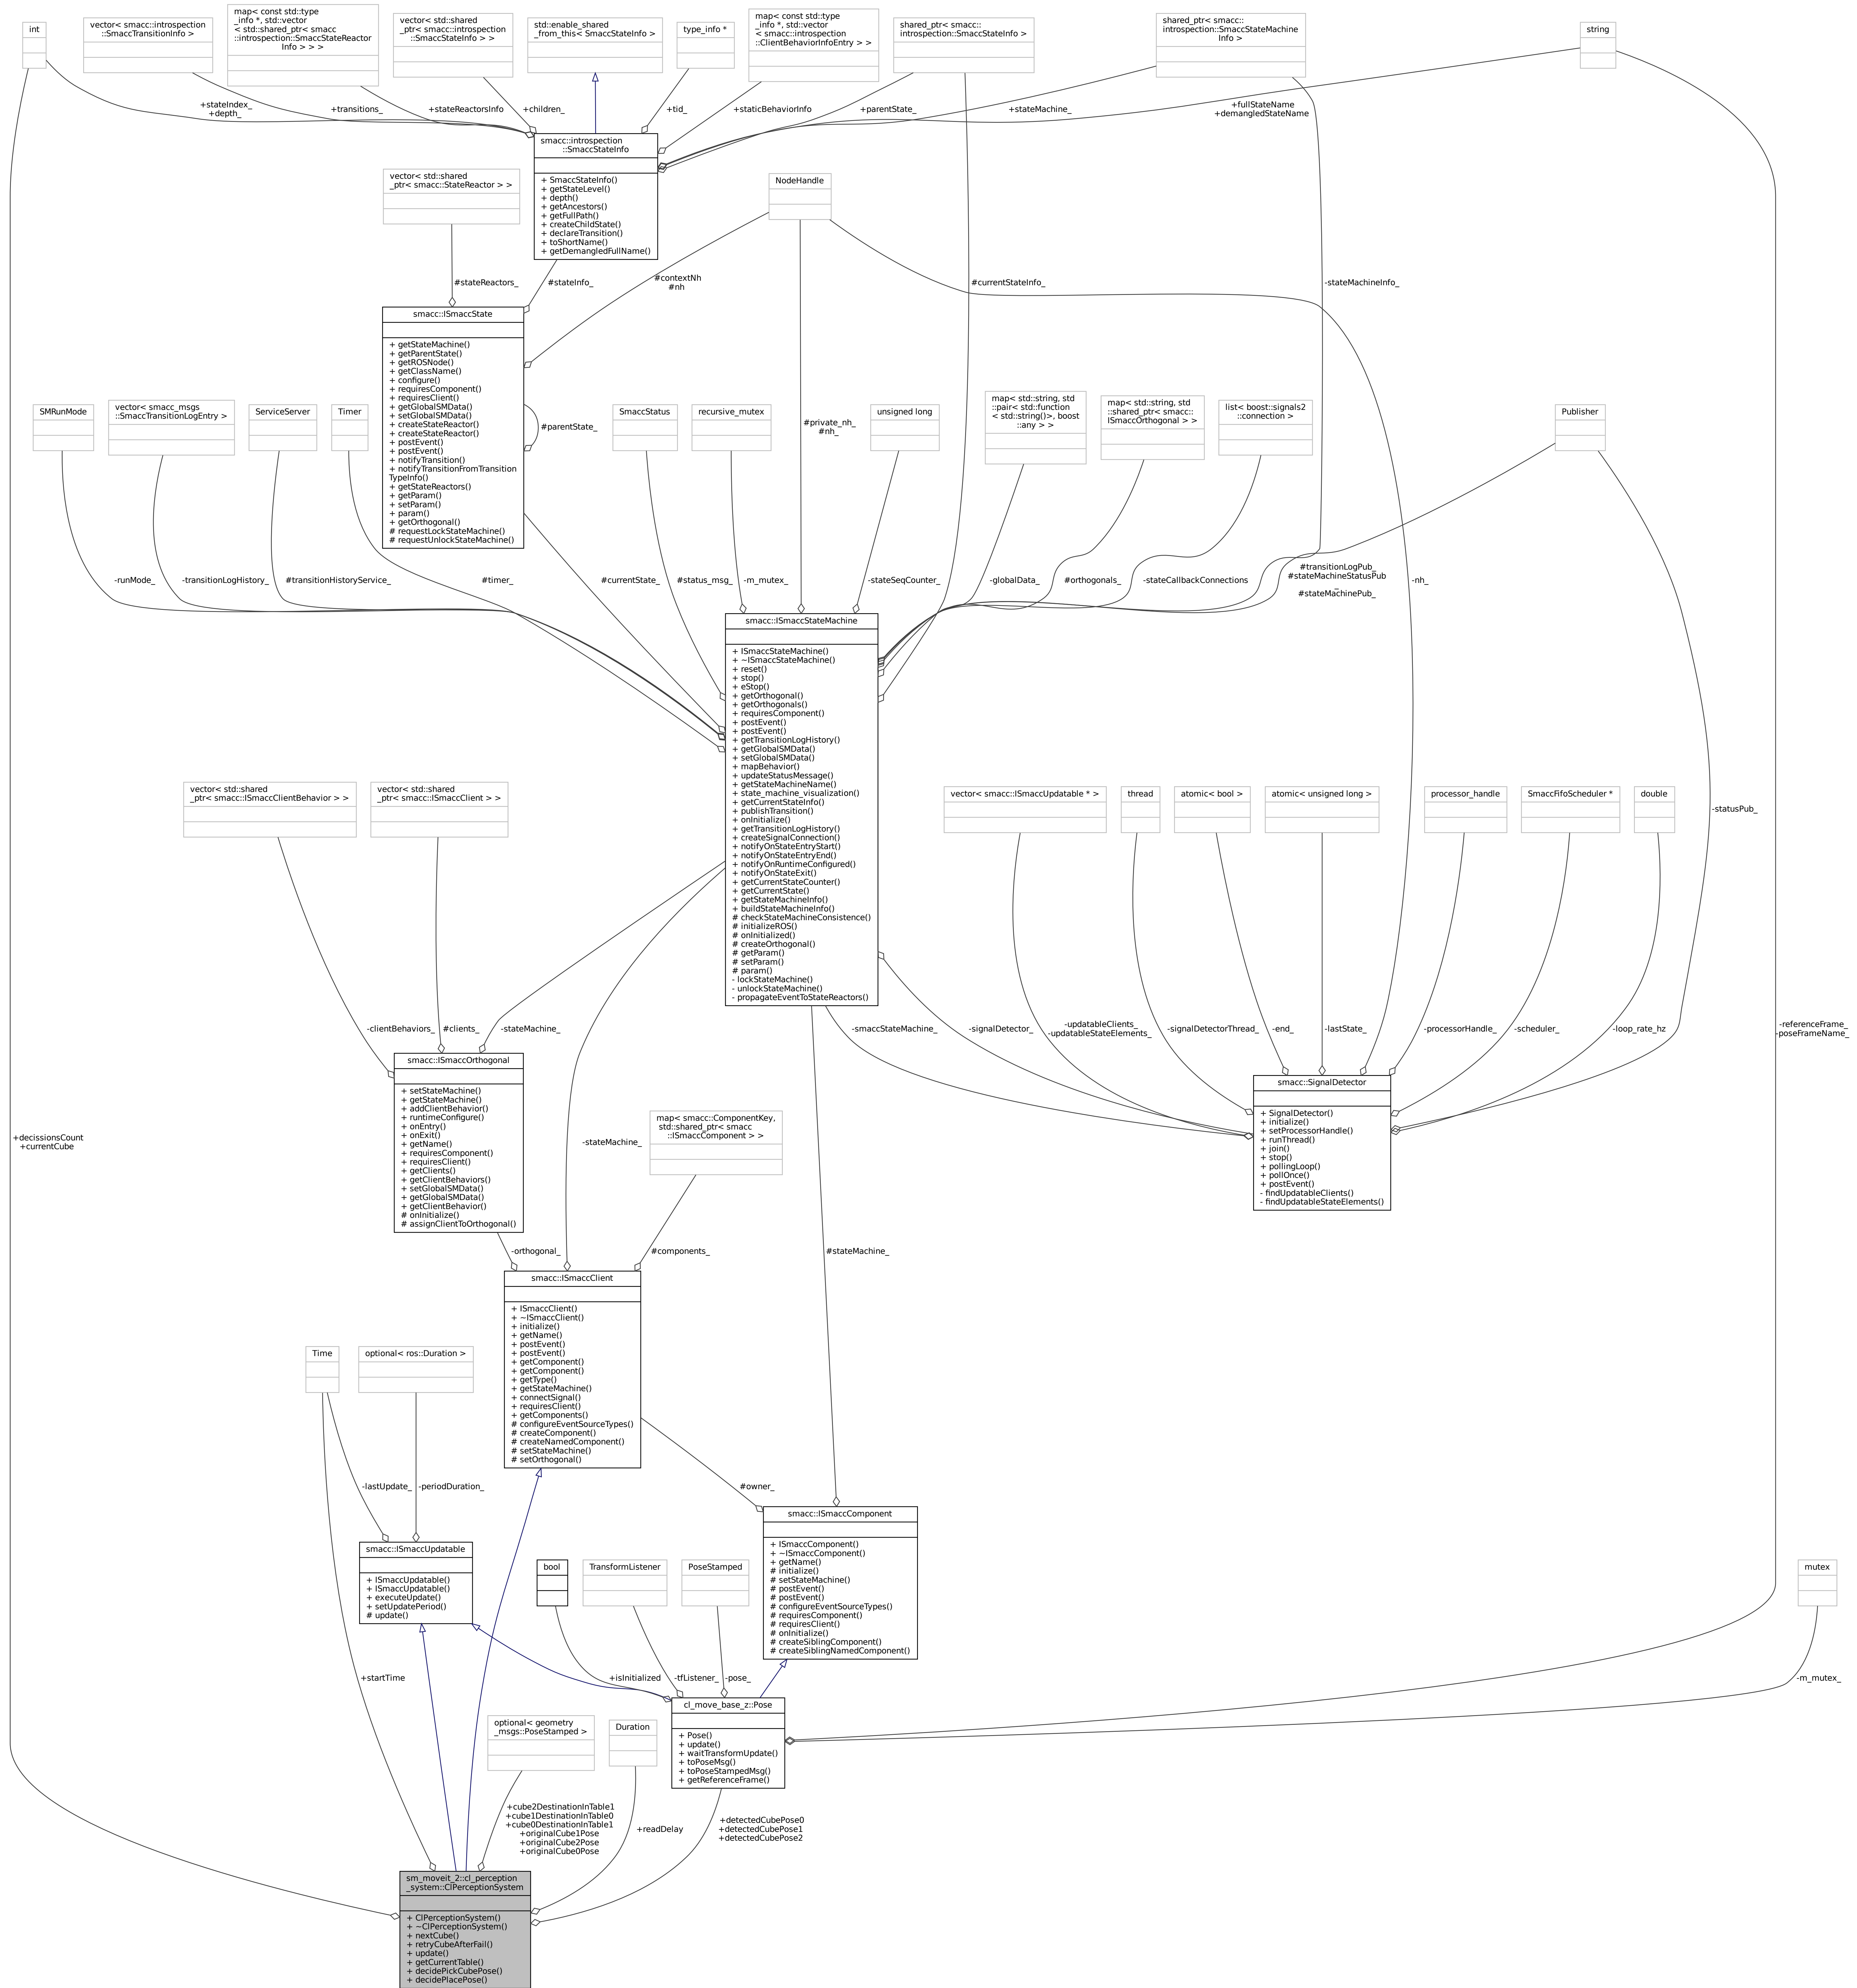 int
vector< smacc::introspection
::SmaccTransitionInfo >
map< const std::type
_info *, std::vector
< std::shared_ptr< smacc
::introspection::SmaccStateReactor
Info > > >
vector< std::shared
_ptr< smacc::introspection
::SmaccStateInfo > >
std::enable_shared
_from_this< SmaccStateInfo >
type_info *
map< const std::type
_info *, std::vector
< smacc::introspection
::ClientBehaviorInfoEntry > >
shared_ptr< smacc::
introspection::SmaccStateInfo >
shared_ptr< smacc::
introspection::SmaccStateMachine
Info >
string
+stateIndex_
+depth_
+transitions_
+stateReactorsInfo
+children_
+tid_
+staticBehaviorInfo
+parentState_
+stateMachine_
+fullStateName
+demangledStateName
smacc::introspection
::SmaccStateInfo
+ SmaccStateInfo()
+ getStateLevel()
+ depth()
+ getAncestors()
+ getFullPath()
+ createChildState()
+ declareTransition()
+ toShortName()
+ getDemangledFullName()
vector< std::shared
_ptr< smacc::StateReactor > >
NodeHandle
#stateReactors_
#stateInfo_
#contextNh
#nh
#currentStateInfo_
-stateMachineInfo_
smacc::ISmaccState
+ getStateMachine()
+ getParentState()
+ getROSNode()
+ getClassName()
+ configure()
+ requiresComponent()
+ requiresClient()
+ getGlobalSMData()
+ setGlobalSMData()
+ createStateReactor()
+ createStateReactor()
+ postEvent()
+ postEvent()
+ notifyTransition()
+ notifyTransitionFromTransition
TypeInfo()
+ getStateReactors()
+ getParam()
+ setParam()
+ param()
+ getOrthogonal()
# requestLockStateMachine()
# requestUnlockStateMachine()
#parentState_
SMRunMode
vector< smacc_msgs
::SmaccTransitionLogEntry >
ServiceServer
Timer
SmaccStatus
recursive_mutex
#private_nh_
#nh_
unsigned long
map< std::string, std
::pair< std::function
< std::string()>, boost
::any > >
map< std::string, std
::shared_ptr< smacc::
ISmaccOrthogonal > >
list< boost::signals2
::connection >
Publisher
-runMode_
-transitionLogHistory_
#transitionHistoryService_
#timer_
#currentState_
#status_msg_
-m_mutex_
-stateSeqCounter_
-globalData_
#orthogonals_
-stateCallbackConnections
#transitionLogPub_
#stateMachineStatusPub
_
#stateMachinePub_
-nh_
smacc::ISmaccStateMachine
+ ISmaccStateMachine()
+ ~ISmaccStateMachine()
+ reset()
+ stop()
+ eStop()
+ getOrthogonal()
+ getOrthogonals()
+ requiresComponent()
+ postEvent()
+ postEvent()
+ getTransitionLogHistory()
+ getGlobalSMData()
+ setGlobalSMData()
+ mapBehavior()
+ updateStatusMessage()
+ getStateMachineName()
+ state_machine_visualization()
+ getCurrentStateInfo()
+ publishTransition()
+ onInitialize()
+ getTransitionLogHistory()
+ createSignalConnection()
+ notifyOnStateEntryStart()
+ notifyOnStateEntryEnd()
+ notifyOnRuntimeConfigured()
+ notifyOnStateExit()
+ getCurrentStateCounter()
+ getCurrentState()
+ getStateMachineInfo()
+ buildStateMachineInfo()
# checkStateMachineConsistence()
# initializeROS()
# onInitialized()
# createOrthogonal()
# getParam()
# setParam()
# param()
- lockStateMachine()
- unlockStateMachine()
- propagateEventToStateReactors()
vector< std::shared
_ptr< smacc::ISmaccClientBehavior > >
vector< std::shared
_ptr< smacc::ISmaccClient > >
vector< smacc::ISmaccUpdatable * >
thread
atomic< bool >
atomic< unsigned long >
processor_handle
SmaccFifoScheduler *
double
-statusPub_
-clientBehaviors_
#clients_
-stateMachine_
-smaccStateMachine_
-signalDetector_
-updatableClients_
-updatableStateElements_
-signalDetectorThread_
-end_
-lastState_
-processorHandle_
-scheduler_
-loop_rate_hz
-referenceFrame_
-poseFrameName_
smacc::ISmaccOrthogonal
+ setStateMachine()
+ getStateMachine()
+ addClientBehavior()
+ runtimeConfigure()
+ onEntry()
+ onExit()
+ getName()
+ requiresComponent()
+ requiresClient()
+ getClients()
+ getClientBehaviors()
+ setGlobalSMData()
+ getGlobalSMData()
+ getClientBehavior()
# onInitialize()
# assignClientToOrthogonal()
smacc::SignalDetector
+ SignalDetector()
+ initialize()
+ setProcessorHandle()
+ runThread()
+ join()
+ stop()
+ pollingLoop()
+ pollOnce()
+ postEvent()
- findUpdatableClients()
- findUpdatableStateElements()
+decissionsCount
+currentCube
-stateMachine_
map< smacc::ComponentKey,
std::shared_ptr< smacc
::ISmaccComponent > >
-orthogonal_
#components_
#stateMachine_
smacc::ISmaccClient
+ ISmaccClient()
+ ~ISmaccClient()
+ initialize()
+ getName()
+ postEvent()
+ postEvent()
+ getComponent()
+ getComponent()
+ getType()
+ getStateMachine()
+ connectSignal()
+ requiresClient()
+ getComponents()
# configureEventSourceTypes()
# createComponent()
# createNamedComponent()
# setStateMachine()
# setOrthogonal()
Time
optional< ros::Duration >
-lastUpdate_
-periodDuration_
#owner_
smacc::ISmaccComponent
+ ISmaccComponent()
+ ~ISmaccComponent()
+ getName()
# initialize()
# setStateMachine()
# postEvent()
# postEvent()
# configureEventSourceTypes()
# requiresComponent()
# requiresClient()
# onInitialize()
# createSiblingComponent()
# createSiblingNamedComponent()
smacc::ISmaccUpdatable
+ ISmaccUpdatable()
+ ISmaccUpdatable()
+ executeUpdate()
+ setUpdatePeriod()
# update()
bool
TransformListener
PoseStamped
mutex
+startTime
+isInitialized
-tfListener_
-pose_
-m_mutex_
cl_move_base_z::Pose
+ Pose()
+ update()
+ waitTransformUpdate()
+ toPoseMsg()
+ toPoseStampedMsg()
+ getReferenceFrame()
optional< geometry
_msgs::PoseStamped >
Duration
+cube2DestinationInTable1
+cube1DestinationInTable0
+cube0DestinationInTable1
+originalCube1Pose
+originalCube2Pose
+originalCube0Pose
+readDelay
+detectedCubePose0
+detectedCubePose1
+detectedCubePose2
sm_moveit_2::cl_perception
_system::ClPerceptionSystem
+ ClPerceptionSystem()
+ ~ClPerceptionSystem()
+ nextCube()
+ retryCubeAfterFail()
+ update()
+ getCurrentTable()
+ decidePickCubePose()
+ decidePlacePose()